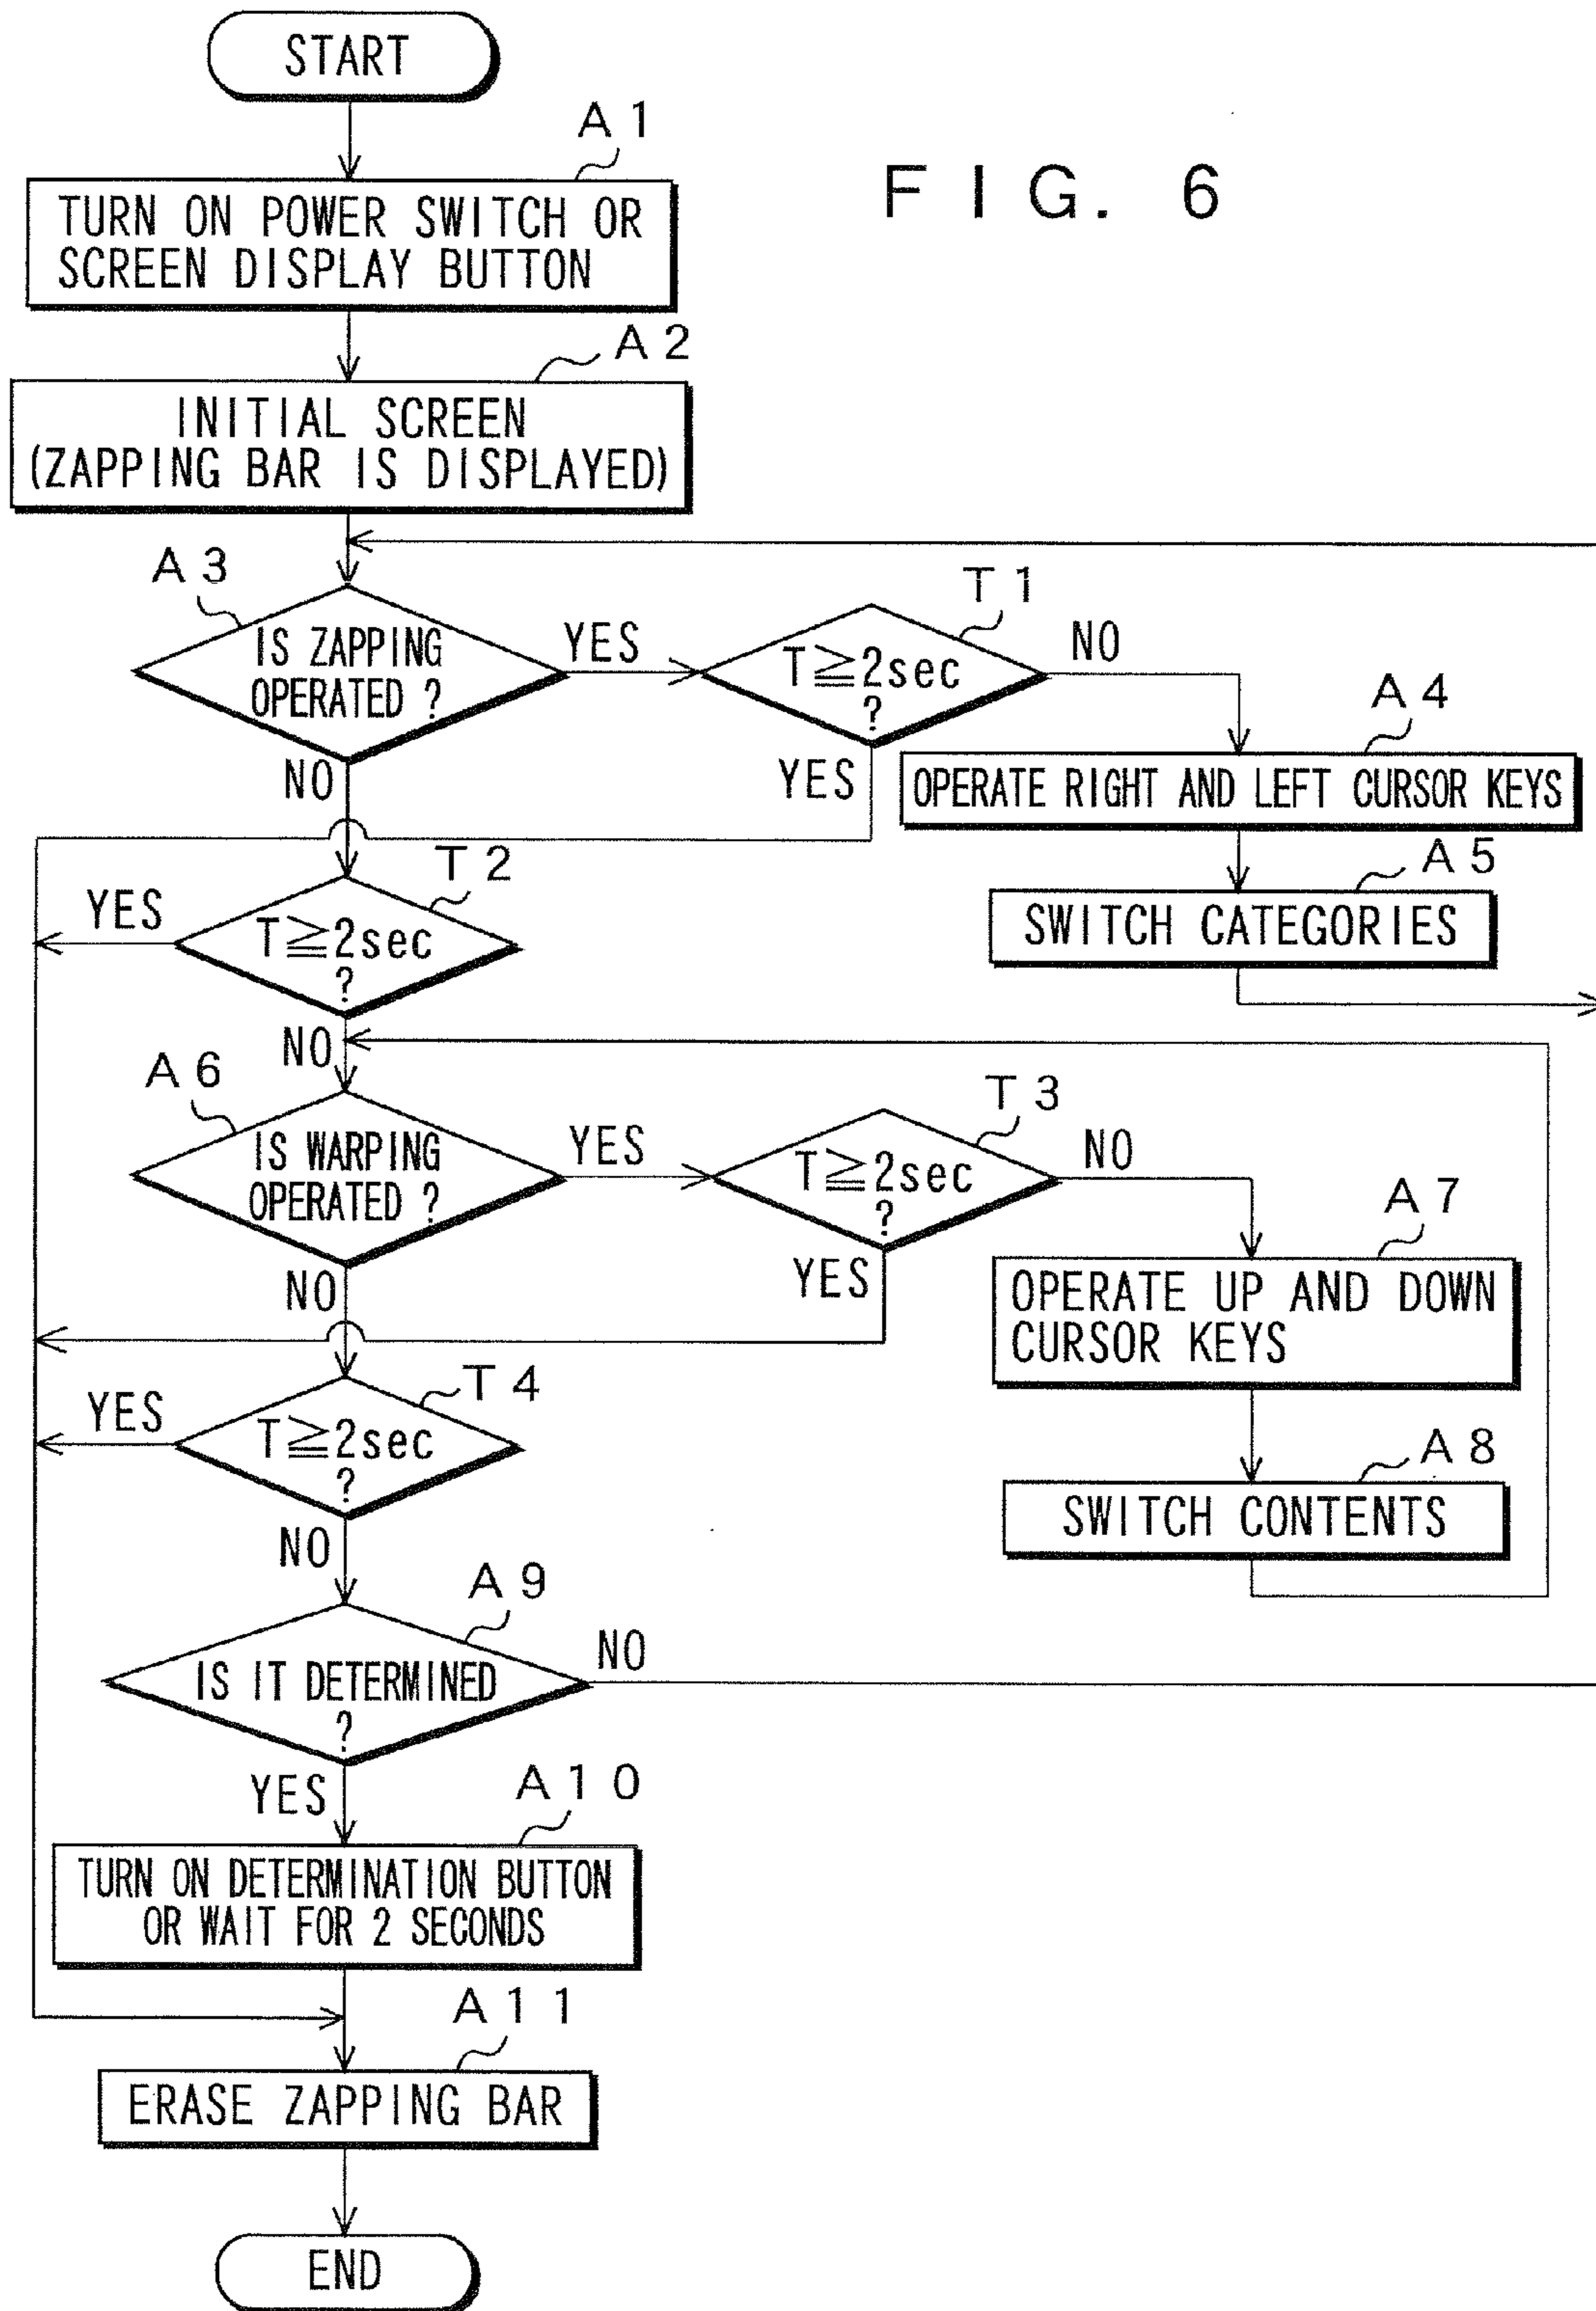 START
A1
F I G. 6
TURN ON POWER SWITCH OR
SCREEN DISPLAY BUTTON
A2
INITIAL SCREEN
(ZAPPING BAR IS DISPLAYED)
A3
IS ZAPPING
OPERATED ?
YES
NO
T1
T≧2sec
?
NO
YES
A4
OPERATE RIGHT AND LEFT CURSOR KEYS
A5
SWITCH CATEGORIES
T2
YES
T≧2sec
?
NO
A6
IS WARPING
OPERATED ?
YES
NO
T3
T≧2sec
?
NO
YES
A7
OPERATE UP AND DOWN
CURSOR KEYS
A8
SWITCH CONTENTS
T4
YES
T≧2sec
?
NO
A9
IS IT DETERMINED
?
NO
YES
A10
TURN ON DETERMINATION BUTTON
OR WAIT FOR 2 SECONDS
A11
ERASE ZAPPING BAR
END